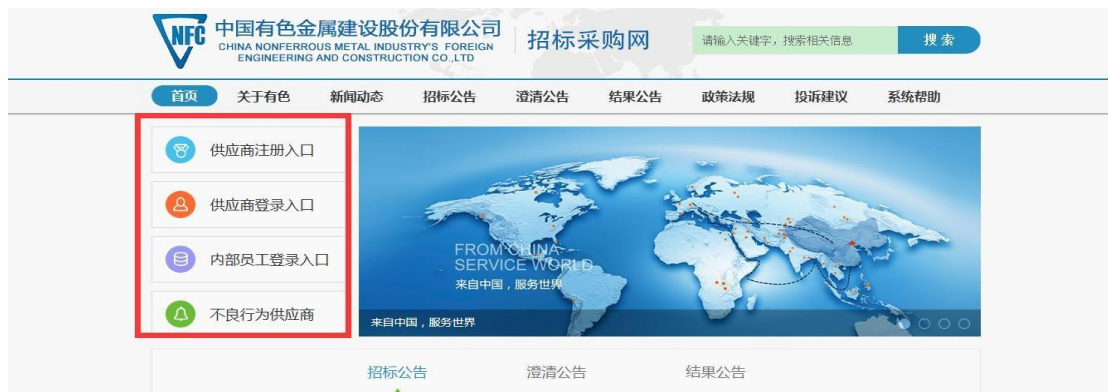 NFC
中国有色金属建设股份有限公司
CHINA NONFERROUS METAL INDUSTRY'S FOREIGN
ENGINEERING AND CONSTRUCTION CO.,LTD
招标采购网
请输入关键字，搜索相关信息
搜 索
首页 关于有色 新闻动态 招标公告 澄清公告 结果公告 政策法规 投诉建议 系统帮助
供应商注册入口
供应商登录入口
内部员工登录入口
不良行为供应商
FROM CHINA
SERVICE WORLD
来自中国，服务世界
来自中国，服务世界
招标公告 澄清公告 结果公告